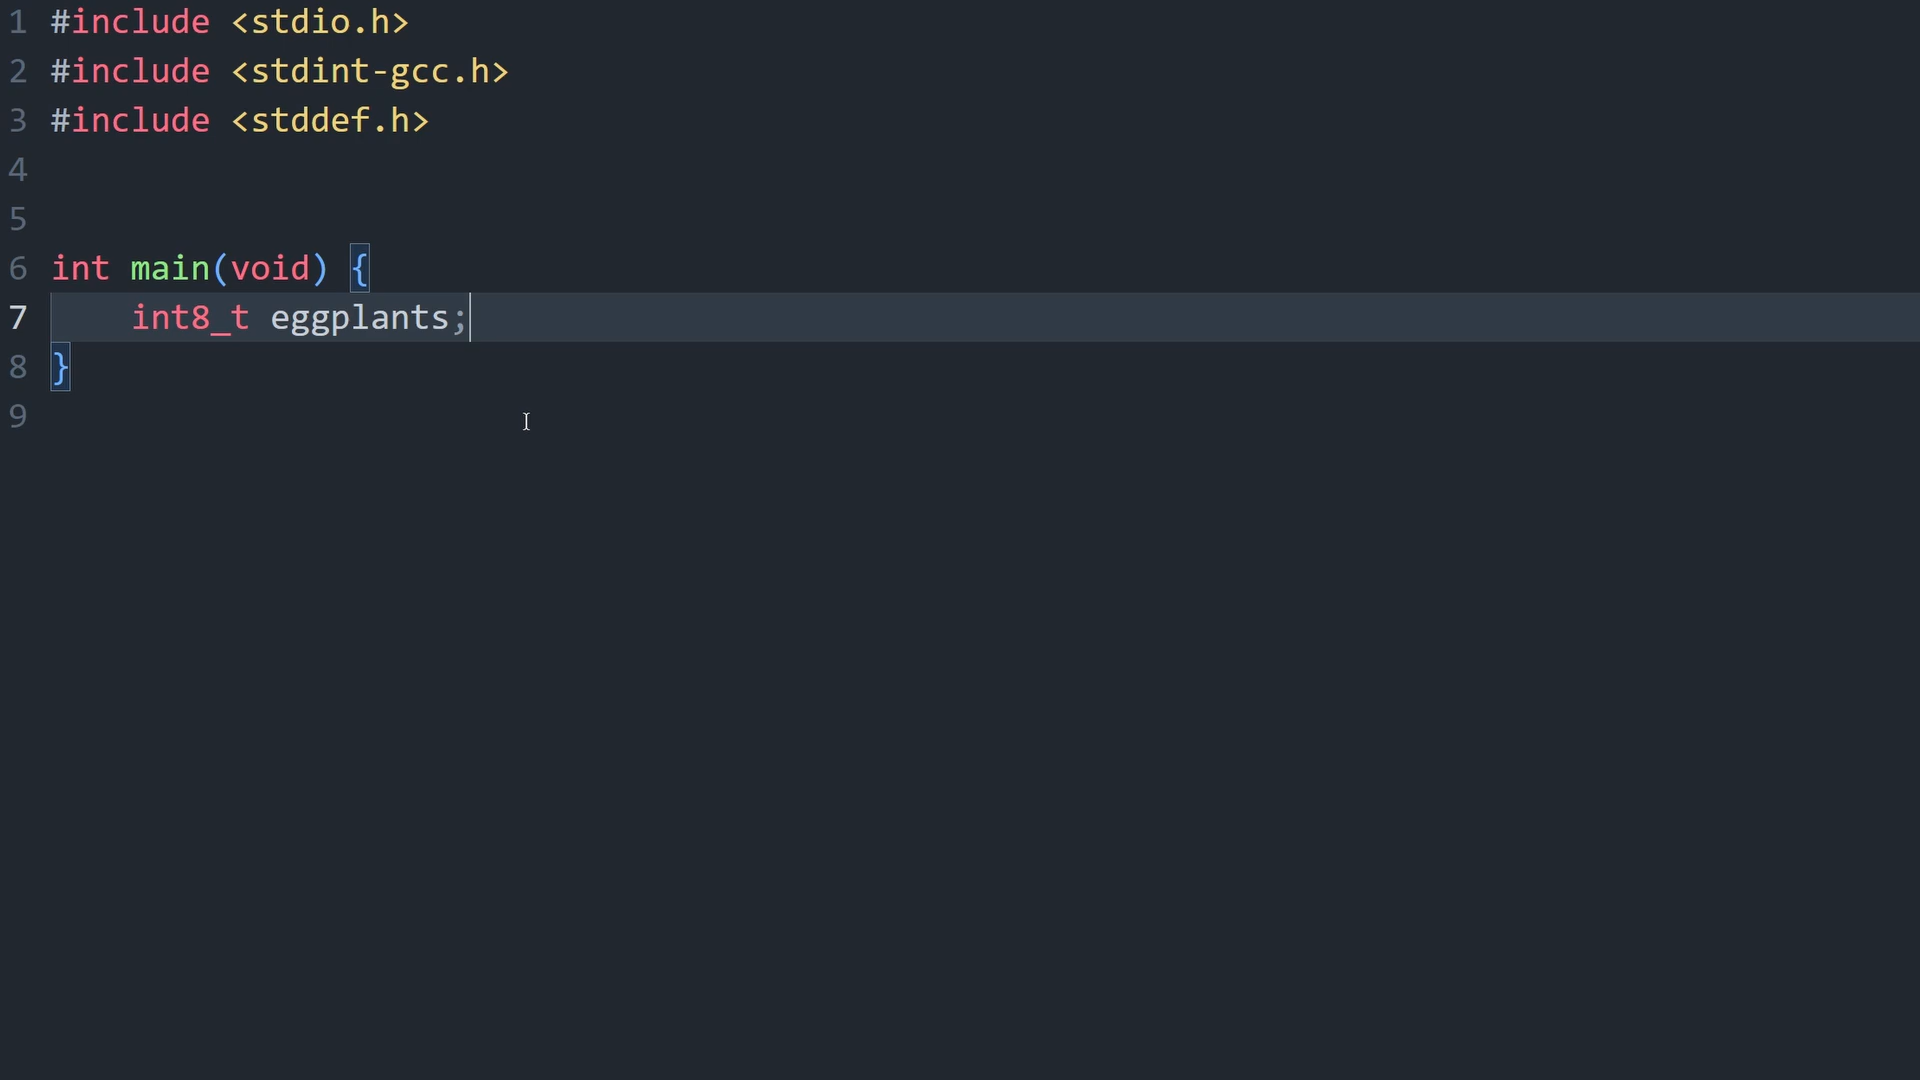 1 #include <stdio.h>
2 #include <stdint-gcc.h>
3 #include <stddef.h>
4
5
6 int main(void) {
7     int8_t eggplants;
8 }
9